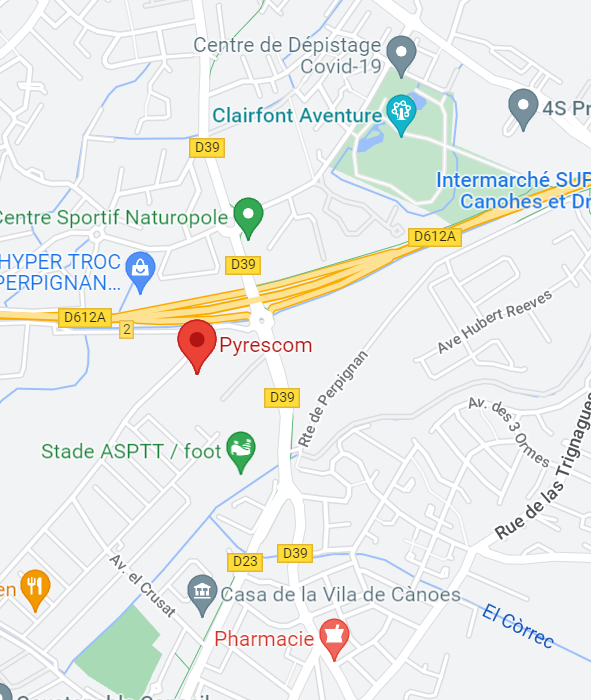 Centre de Dépistage
Covid-19
4S Pr
Clairfont Aventure
D39
Intermarché SUP
Canohes et Dr
Centre Sportif Naturopole
D612A
HYPER TROC
PERPIGNAN...
D39
D612A
2
Pyrescom
Ave Hubert Reeves
D39
Rte de Perpignan
Av. des 3 Ormes
Stade ASPTT / foot
Rue de las Trignagues
D39
D23
Av. el Crusat
en
Casa de la Vila de Cànoes
El Còrrec
Pharmacie